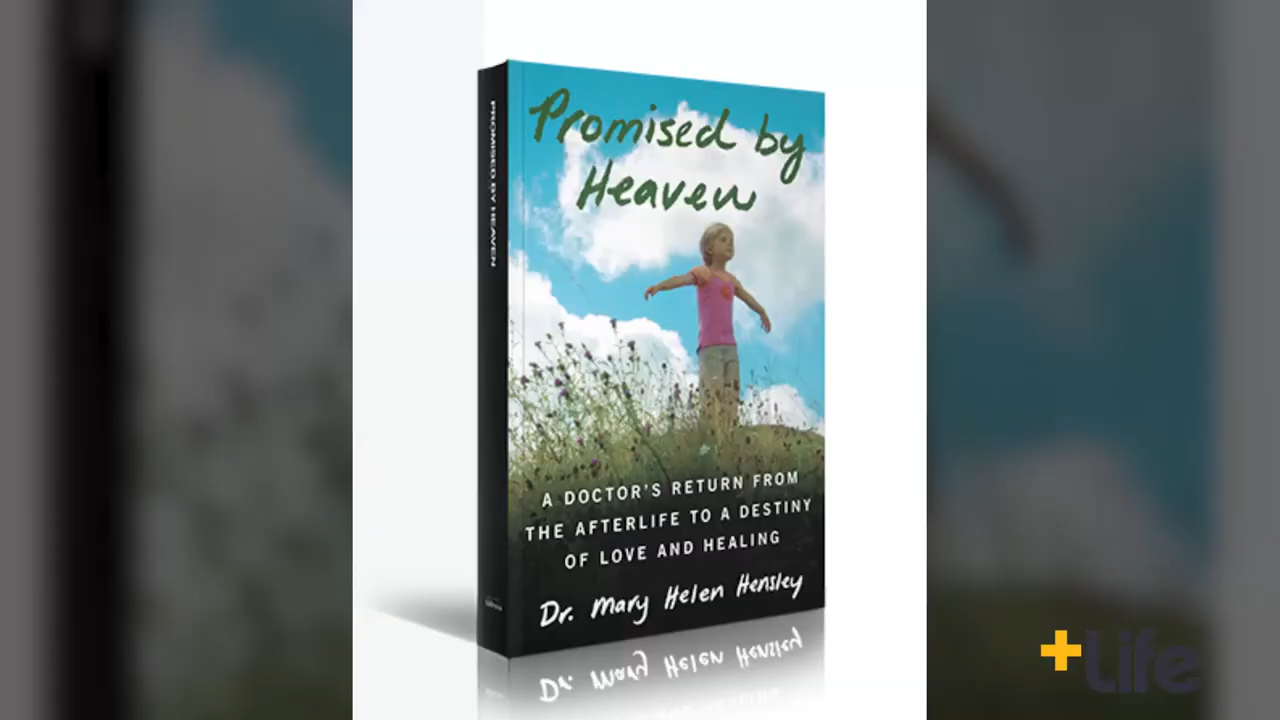 Promised by
Heaven
PROMISED BY HEAVEN
A DOCTOR'S RETURN FROM
THE AFTERLIFE TO A DESTINY
OF LOVE AND HEALING
Dr. Mary Helen Hensley
Dr. Mary Helen Hensley
+Life